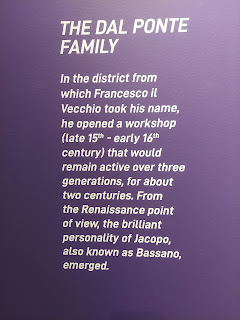 THE DAL PONTE
FAMILY
In the district from
which Francesco il
Vecchio took his name,
he opened a workshop
(late 15th - early 16th
century) that would
remain active over three
generations, for about
two centuries. From
the Renaissance point
of view, the brilliant
personality of Jacopo,
also known as Bassano,
emerged.